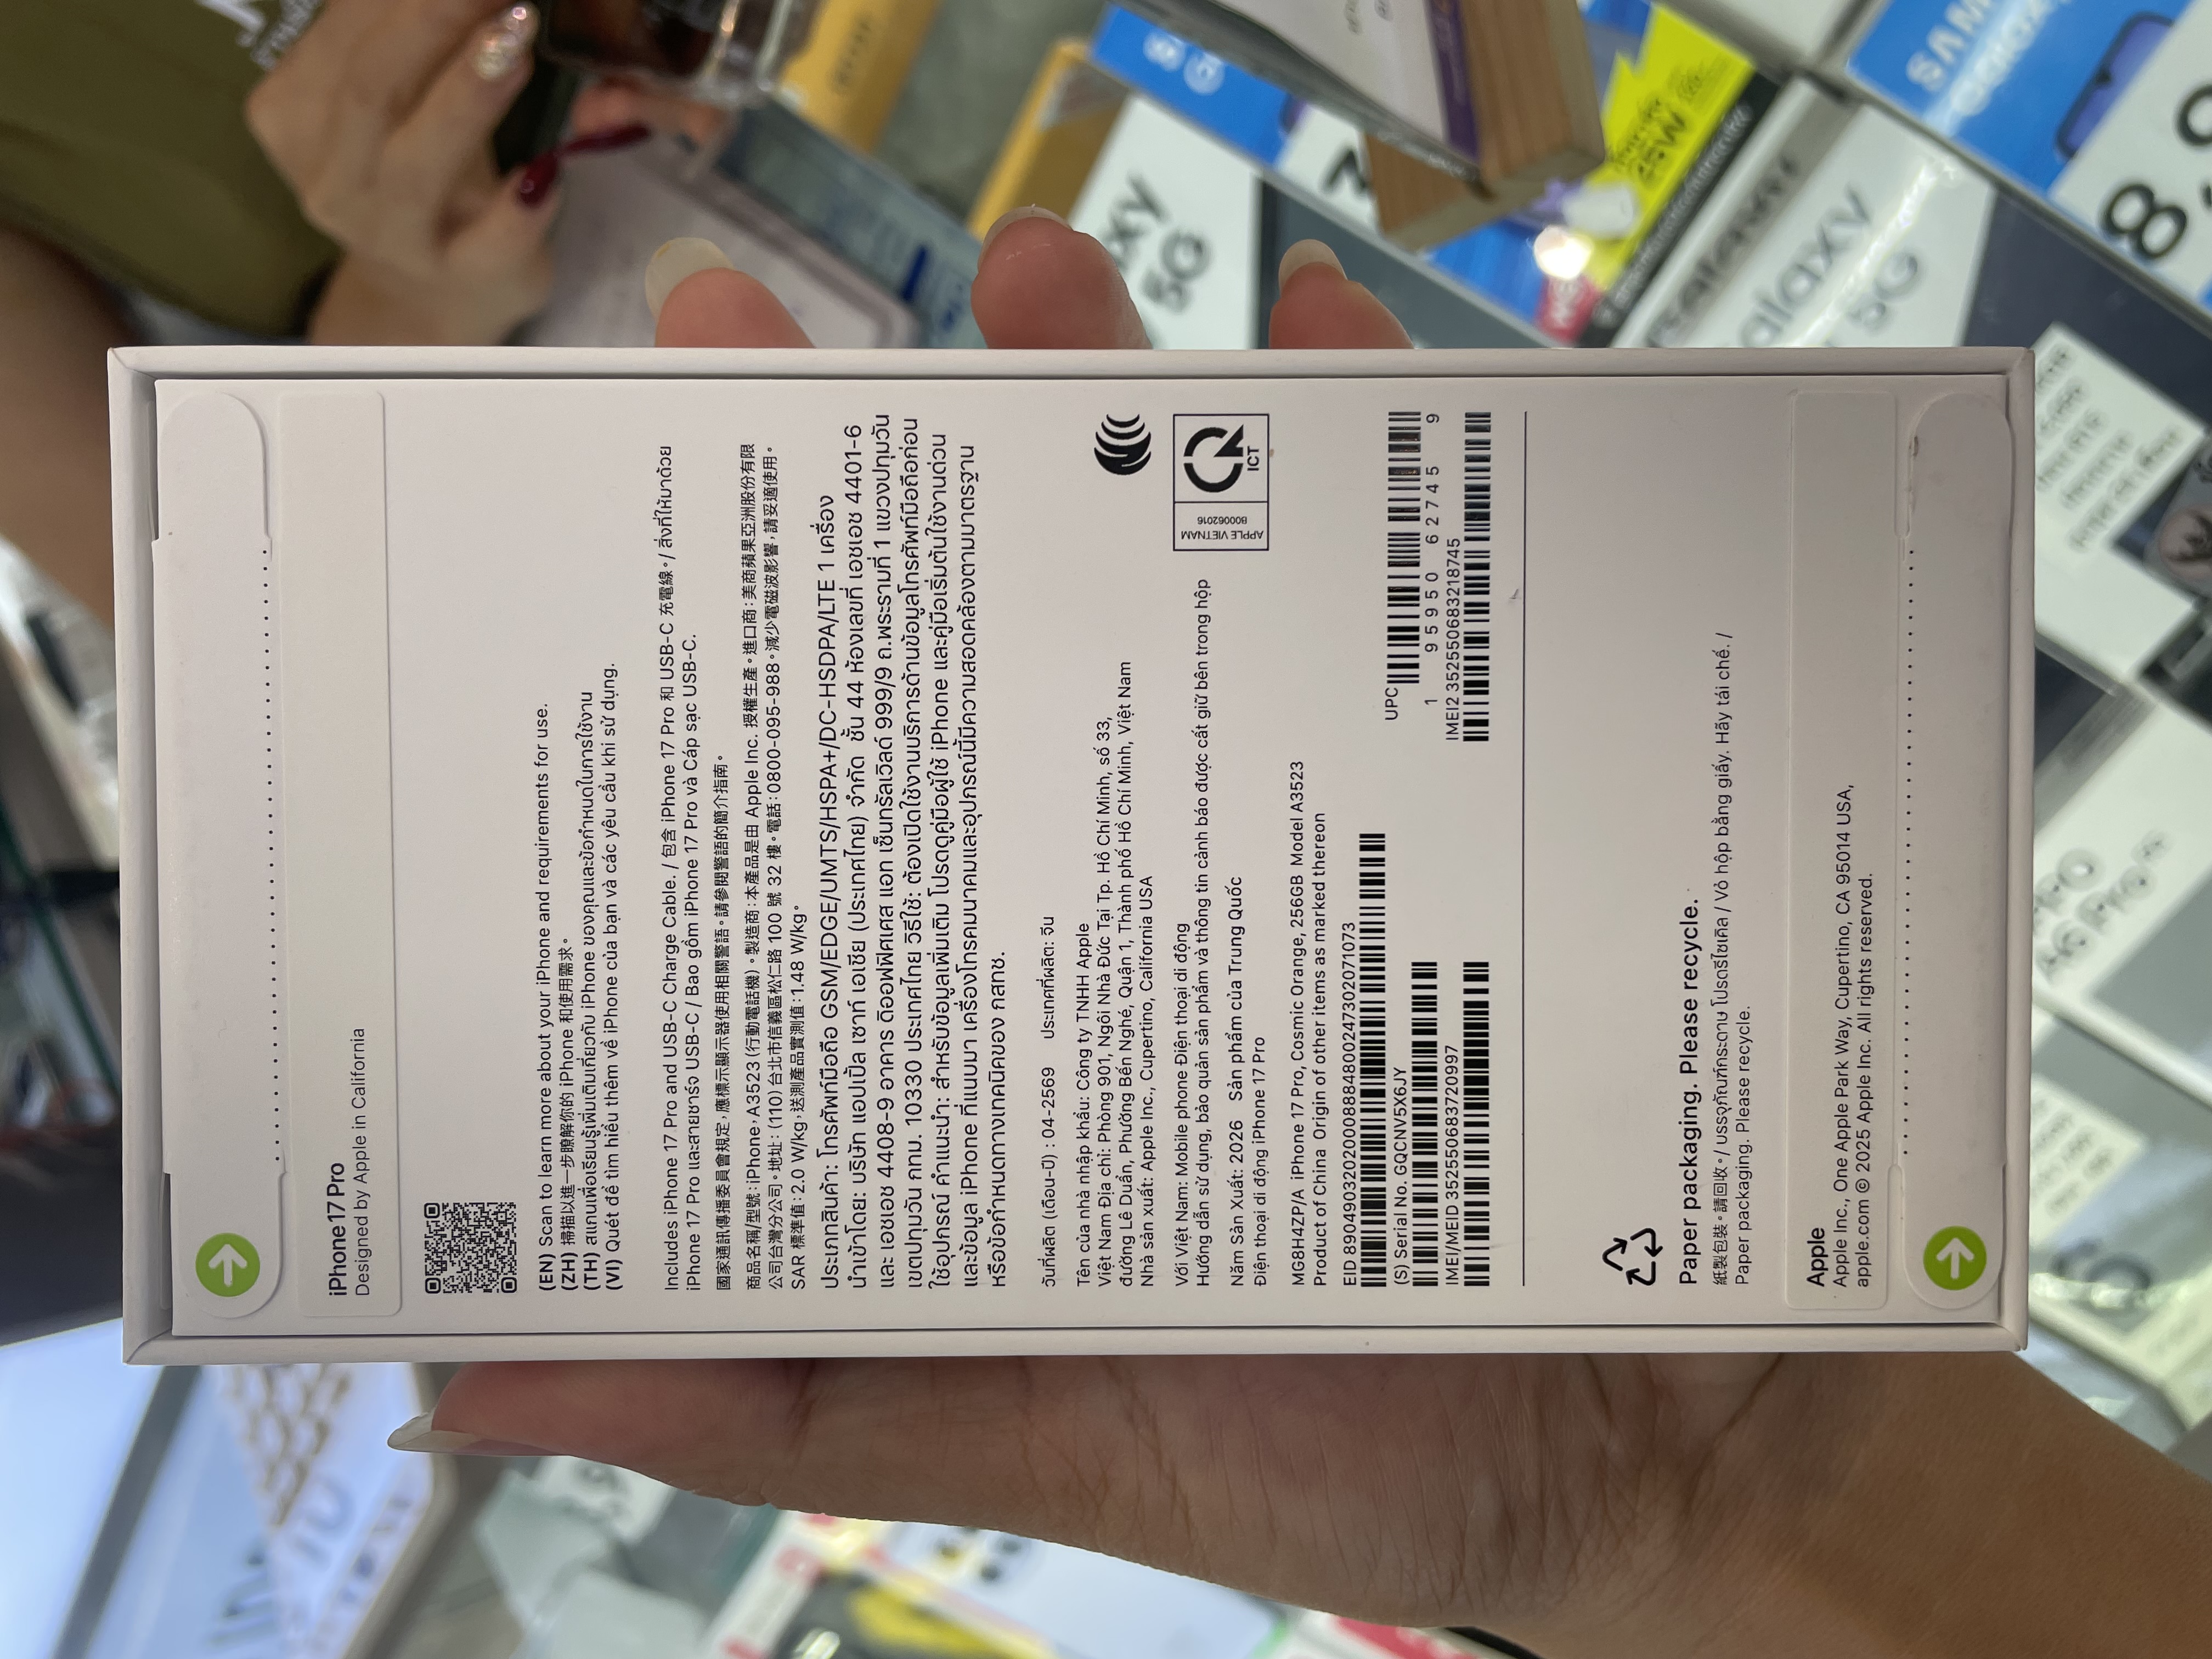 iPhone 17 Pro
Designed by Apple in California
(EN) Scan to learn more about your iPhone and requirements for use.
(ZH) 掃描以進一步瞭解你的 iPhone 和使用需求。
(TH) สแกนเพื่อเรียนรู้เพิ่มเติมเกี่ยวกับ iPhone ของคุณและข้อกำหนดในการใช้งาน
(VI) Quét để tìm hiểu thêm về iPhone của bạn và các yêu cầu khi sử dụng.
Includes iPhone 17 Pro and USB-C Charge Cable. / 包含 iPhone 17 Pro 和 USB-C 充電線。/ สิ่งที่ให้มาด้วย
iPhone 17 Pro และสายชาร์จ USB-C / Bao gồm iPhone 17 Pro và Cáp sạc USB-C.
國家通訊傳播委員會規定，應標示顯示器使用相關警語。請參閱警語的簡介指南。
商品名稱/型號：iPhone，A3523（行動電話機）。製造商：本產品是由 Apple Inc. 授權生產。進口商：美商蘋果亞洲股份有限
公司台灣分公司。地址：(110) 台北市信義區松仁路 100 號 32 樓。電話：0800-095-988。減少電磁波影響，請妥適使用。
SAR 標準值：2.0 W/kg，送測產品實測值：1.48 W/kg。
ประเภทสินค้า: โทรศัพท์มือถือ GSM/EDGE/UMTS/HSPA+/DC-HSDPA/LTE 1 เครื่อง
นำเข้าโดย: บริษัท แอปเปิ้ล เซาท์ เอเชีย (ประเทศไทย) จำกัด ชั้น 44 ห้องเลขที่ เอชเอช 4401-6
และ เอชเอช 4408-9 อาคาร ดิออฟฟิศเศส แอท เซ็นทรัลเวิลด์ 999/9 ถ.พระรามที่ 1 แขวงปทุมวัน
เขตปทุมวัน กทม. 10330 ประเทศไทย วิธีใช้: ต้องเปิดใช้งานบริการด้านข้อมูลโทรศัพท์มือถือก่อน
ใช้อุปกรณ์ คำแนะนำ: สำหรับข้อมูลเพิ่มเติม โปรดดูคู่มือผู้ใช้ iPhone และคู่มือเริ่มต้นใช้งานด่วน
และข้อมูล iPhone ที่แนบมา เครื่องโทรคมนาคมและอุปกรณ์นี้มีความสอดคล้องตามมาตรฐาน
หรือข้อกำหนดทางเทคนิคของ กสทช.
วันที่ผลิต (เดือน-ปี) : 04-2569 ประเทศที่ผลิต: จีน
Tên của nhà nhập khẩu: Công ty TNHH Apple
Việt Nam Địa chỉ: Phòng 901, Ngôi Nhà Đức Tại Tp. Hồ Chí Minh, số 33,
đường Lê Duẩn, Phường Bến Nghé, Quận 1, Thành phố Hồ Chí Minh, Việt Nam
Nhà sản xuất: Apple Inc., Cupertino, California USA
Với Việt Nam: Mobile phone Điện thoại di động
Hướng dẫn sử dụng, bảo quản sản phẩm và thông tin cảnh báo được cất giữ bên trong hộp
Năm Sản Xuất: 2026 Sản phẩm của Trung Quốc
Điện thoại di động iPhone 17 Pro
APPLE VIETNAM
800062016
ICT
MG8H4ZP/A iPhone 17 Pro, Cosmic Orange, 256GB Model A3523
Product of China Origin of other items as marked thereon
EID 89049032020008884800247302071073
(S) Serial No. GQCNV5X6JY
IMEI/MEID 352550683720997
UPC
1 95950 62745 9
IMEI2 352550683218745
Paper packaging. Please recycle.
紙製包裝。請回收。/ บรรจุภัณฑ์กระดาษ โปรดรีไซเคิล / Vỏ hộp bằng giấy. Hãy tái chế. /
Paper packaging. Please recycle.
Apple
Apple Inc., One Apple Park Way, Cupertino, CA 95014 USA,
apple.com © 2025 Apple Inc. All rights reserved.
5G
Galaxy
5G
45W
SAM
8